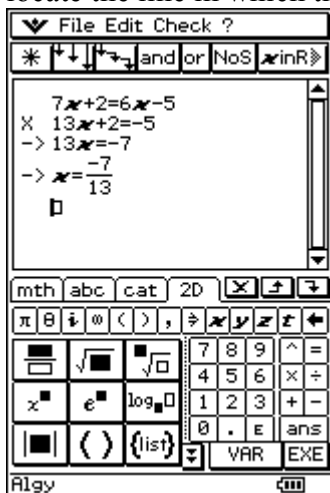 File Edit Check ?
and or NoS xinR
7x+2=6x-5
X 13x+2=-5
-> 13x=-7
-> x=-7/13
mth abc cat 2D
π θ i ∞ ( ) , ⇒ x y z t ←
7 8 9 ^ =
4 5 6 × ÷
1 2 3 + -
0 . E ans
x e log
( ) {list}
VAR EXE
Algy